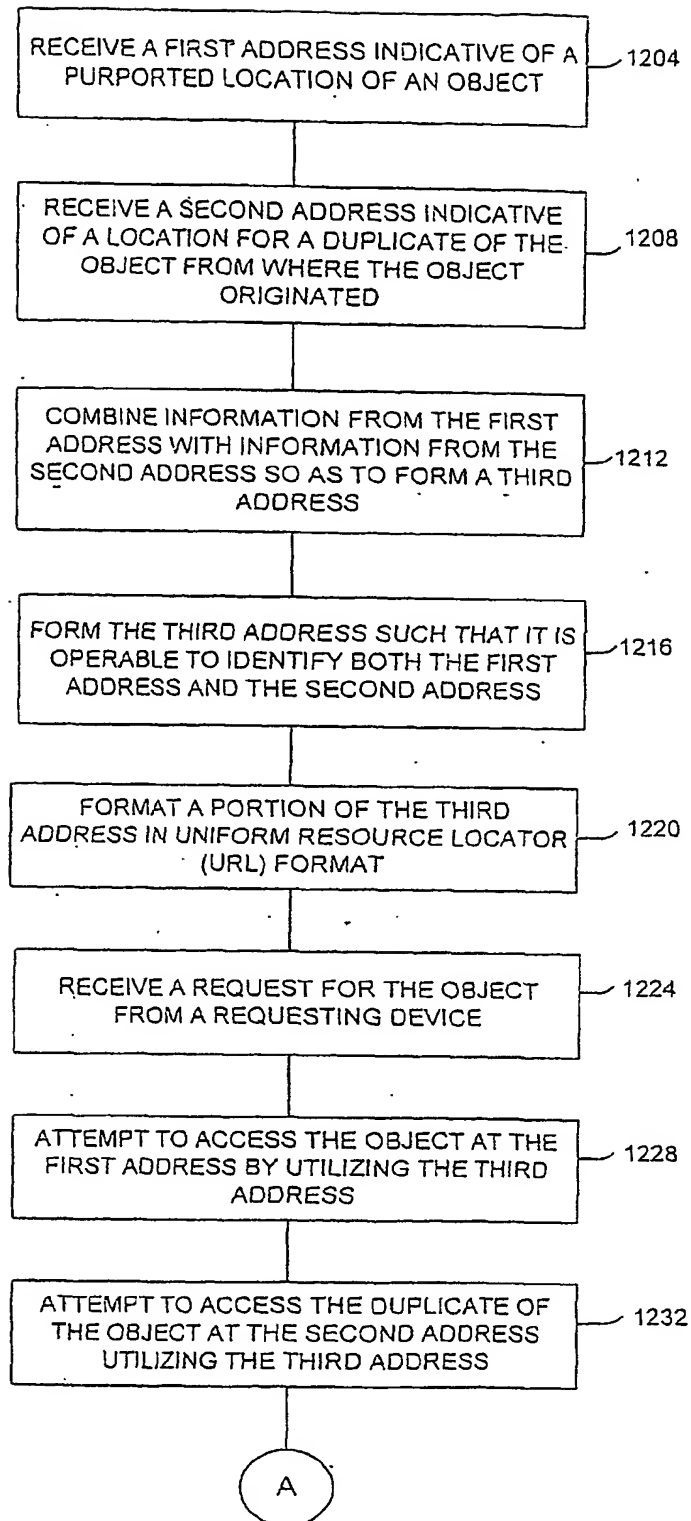 RECEIVE A FIRST ADDRESS INDICATIVE OF A
PURPORTED LOCATION OF AN OBJECT
1204
RECEIVE A SECOND ADDRESS INDICATIVE
OF A LOCATION FOR A DUPLICATE OF THE
OBJECT FROM WHERE THE OBJECT
ORIGINATED
1208
COMBINE INFORMATION FROM THE FIRST
ADDRESS WITH INFORMATION FROM THE
SECOND ADDRESS SO AS TO FORM A THIRD
ADDRESS
1212
FORM THE THIRD ADDRESS SUCH THAT IT IS
OPERABLE TO IDENTIFY BOTH THE FIRST
ADDRESS AND THE SECOND ADDRESS
1216
FORMAT A PORTION OF THE THIRD
ADDRESS IN UNIFORM RESOURCE LOCATOR
(URL) FORMAT
1220
RECEIVE A REQUEST FOR THE OBJECT
FROM A REQUESTING DEVICE
1224
ATTEMPT TO ACCESS THE OBJECT AT THE
FIRST ADDRESS BY UTILIZING THE THIRD
ADDRESS
1228
ATTEMPT TO ACCESS THE DUPLICATE OF
THE OBJECT AT THE SECOND ADDRESS
UTILIZING THE THIRD ADDRESS
1232
A